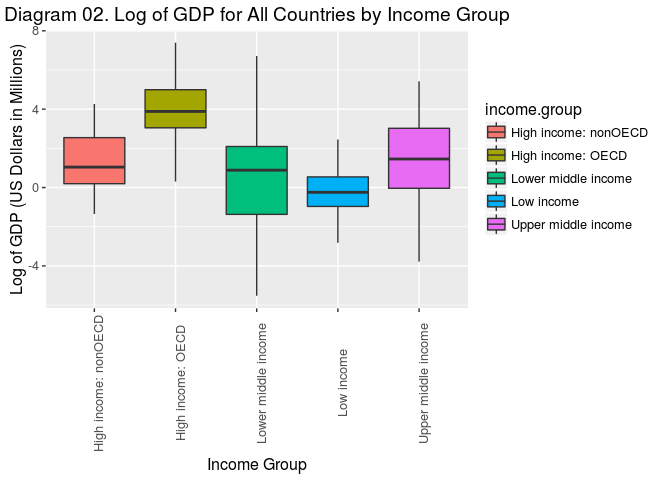 Diagram 02. Log of GDP for All Countries by Income Group
Log of GDP (US Dollars in Millions)
8
4
0
-4
High income: nonOECD
High income: OECD
Lower middle income
Low income
Upper middle income
Income Group
income.group
High income: nonOECD
High income: OECD
Lower middle income
Low income
Upper middle income